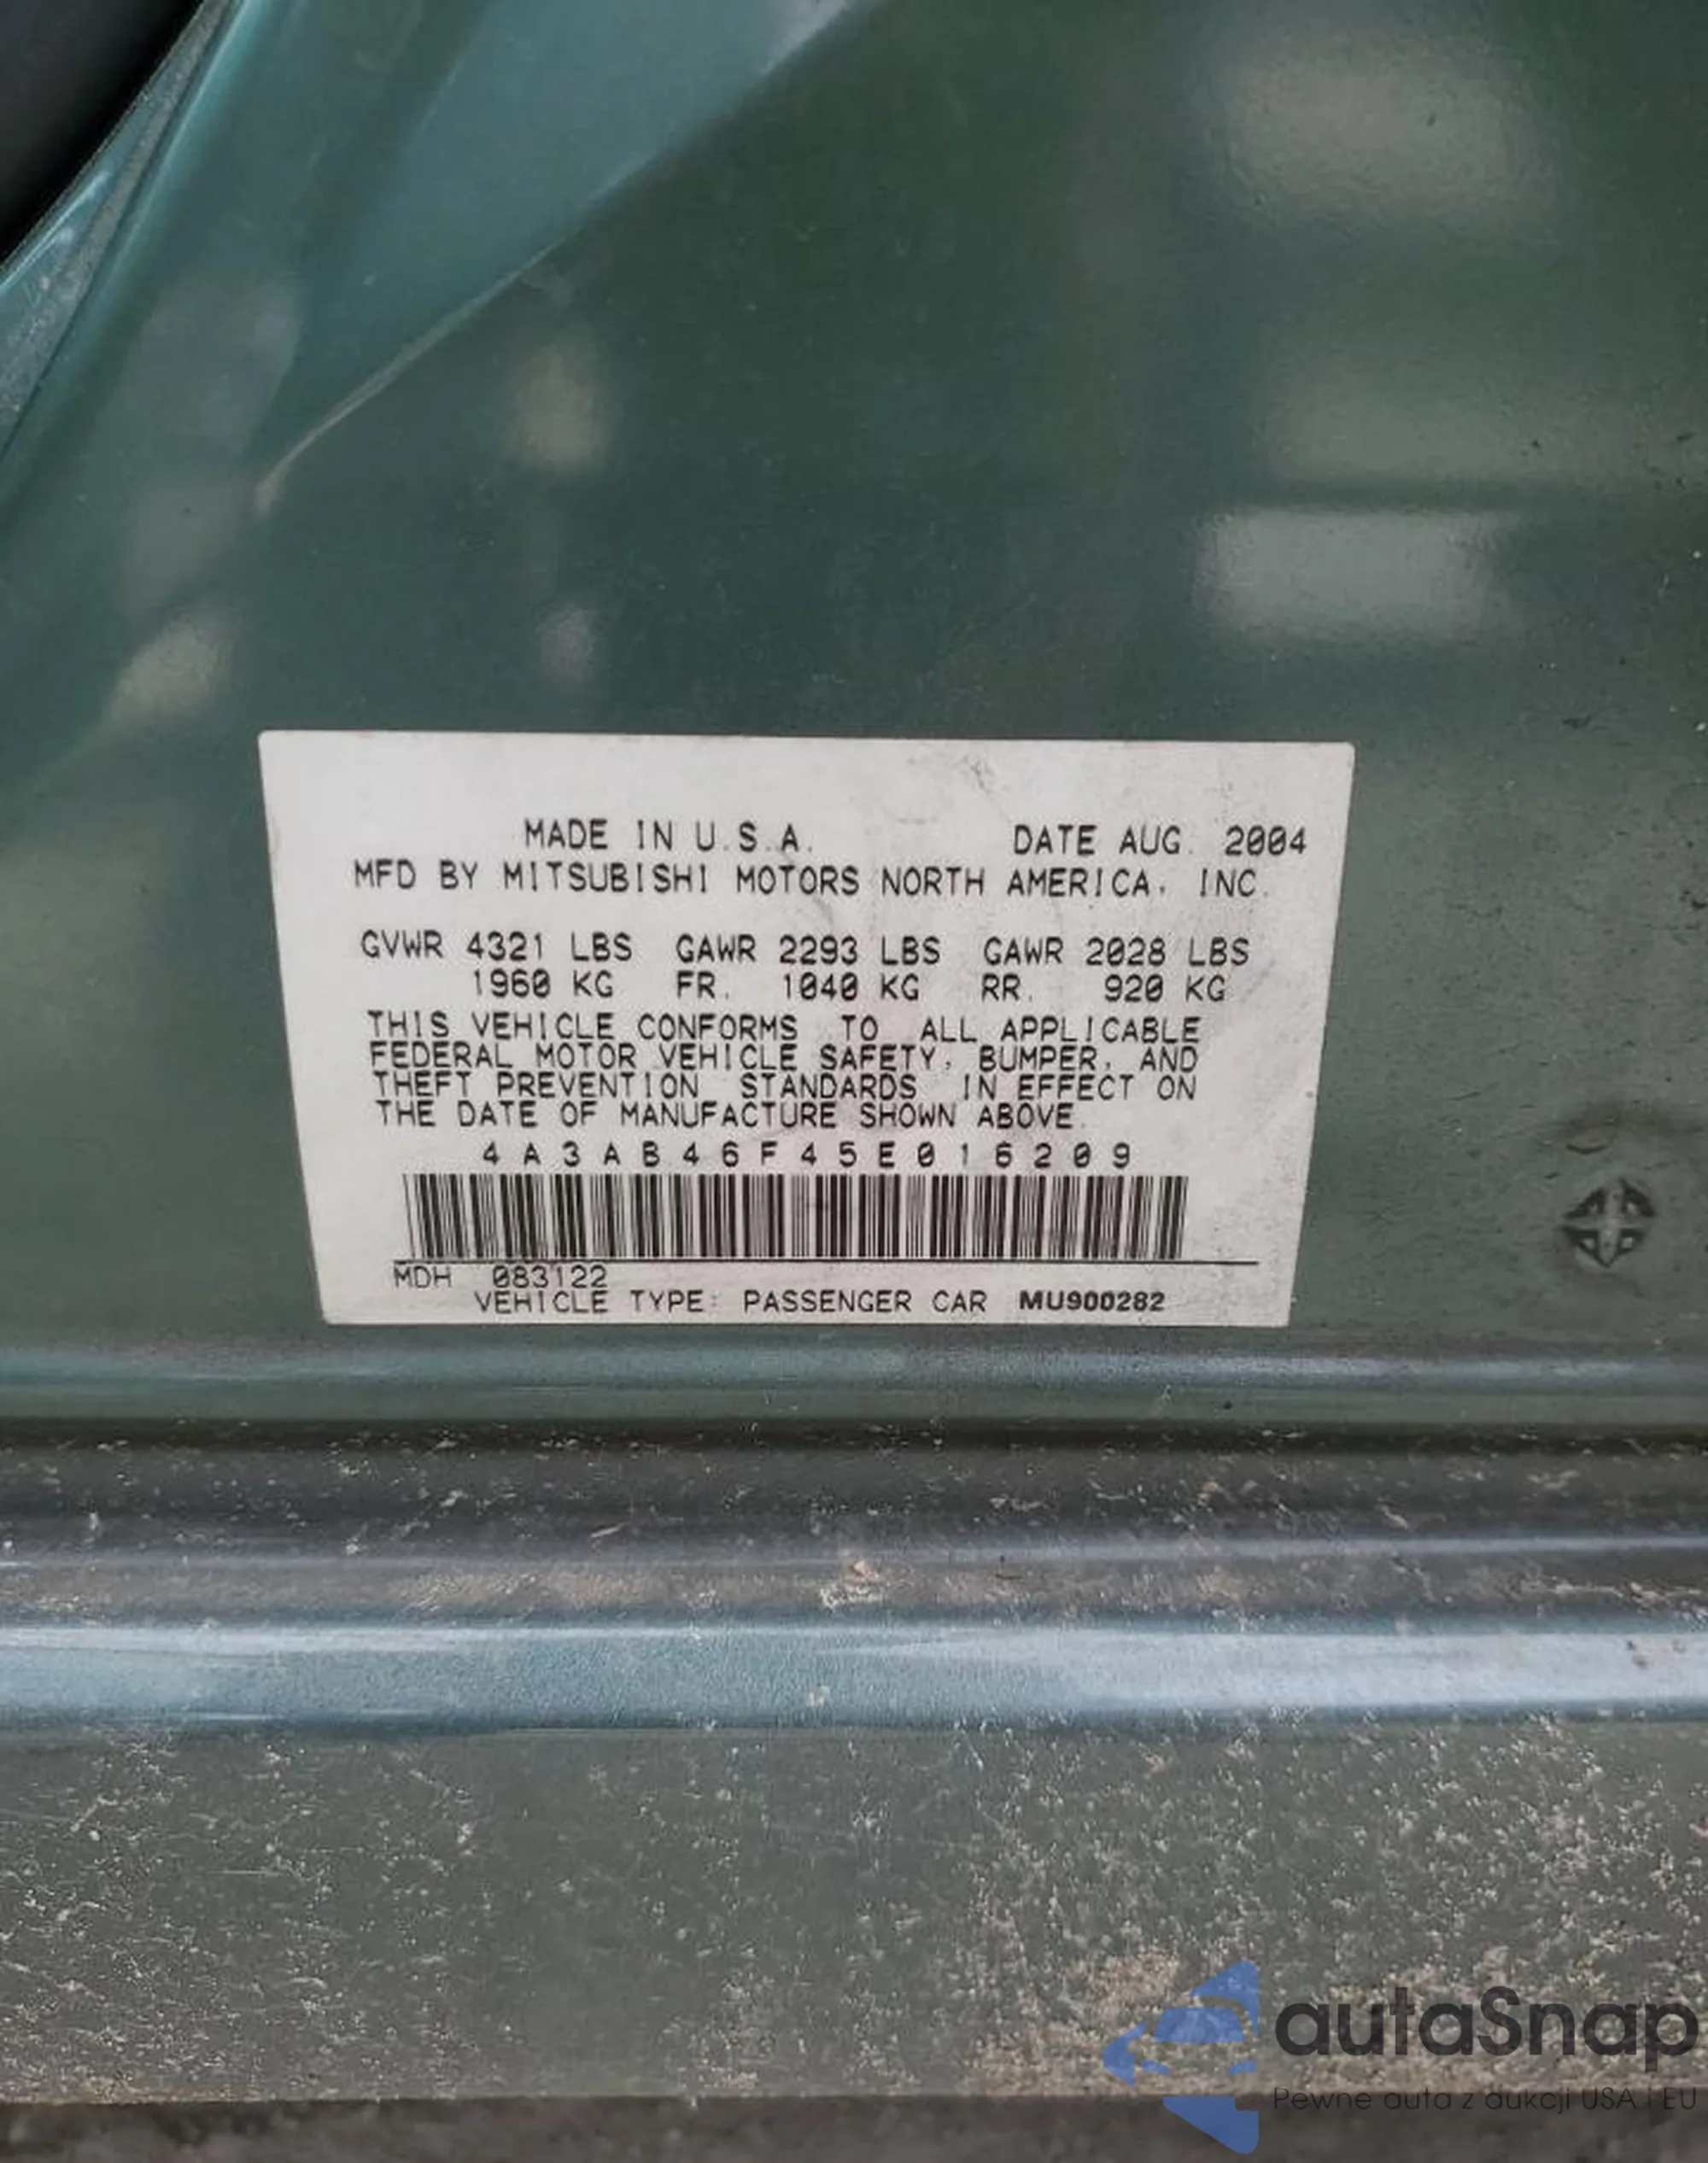 MADE IN U.S.A. DATE AUG. 2004
MFD BY MITSUBISHI MOTORS NORTH AMERICA, INC.
GVWR 4321 LBS GAWR 2293 LBS GAWR 2028 LBS
1960 KG FR. 1040 KG RR. 920 KG
THIS VEHICLE CONFORMS TO ALL APPLICABLE
FEDERAL MOTOR VEHICLE SAFETY, BUMPER, AND
THEFT PREVENTION STANDARDS IN EFFECT ON
THE DATE OF MANUFACTURE SHOWN ABOVE.
4A3AB46F45E016209
MDH 083122
VEHICLE TYPE: PASSENGER CAR MU900282
autaSnap
Pewne auta z aukcji USA i EU